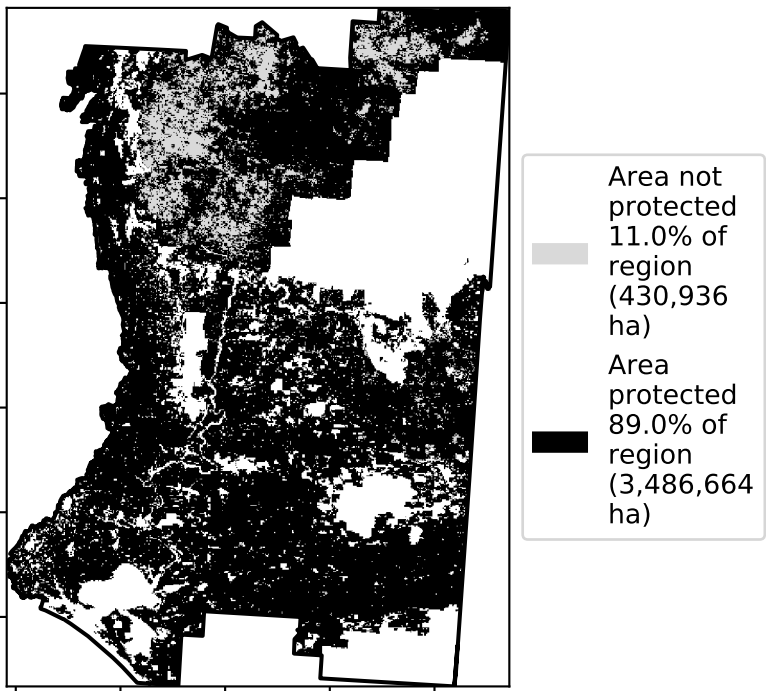 Area not
protected
11.0% of
region
(430,936
ha)
Area
protected
89.0% of
region
(3,486,664
ha)